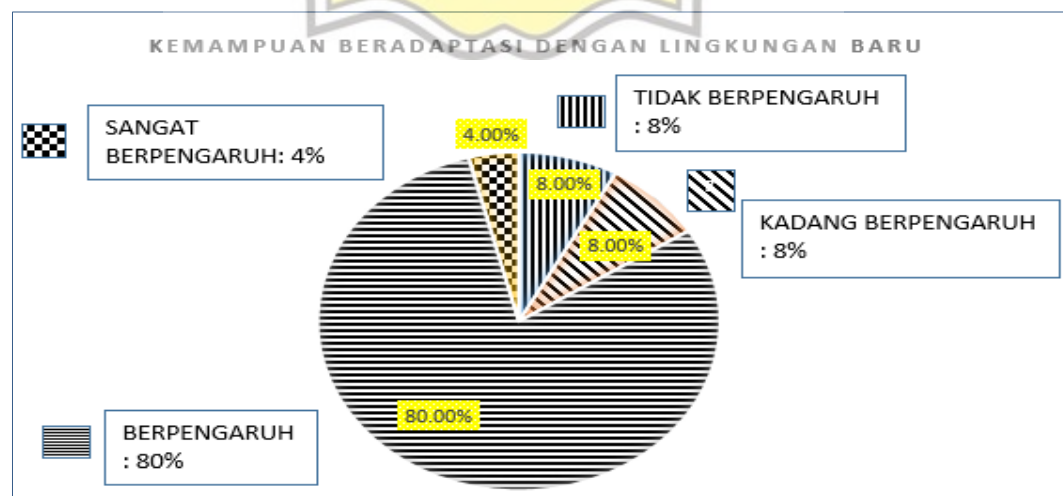 KEMAMPUAN BERADAPTASI DENGAN LINGKUNGAN BARU
SANGAT
BERPENGARUH: 4%
TIDAK BERPENGARUH
: 8%
4.00%
8.00%
KADANG BERPENGARUH
: 8%
8.00%
80.00%
BERPENGARUH
: 80%